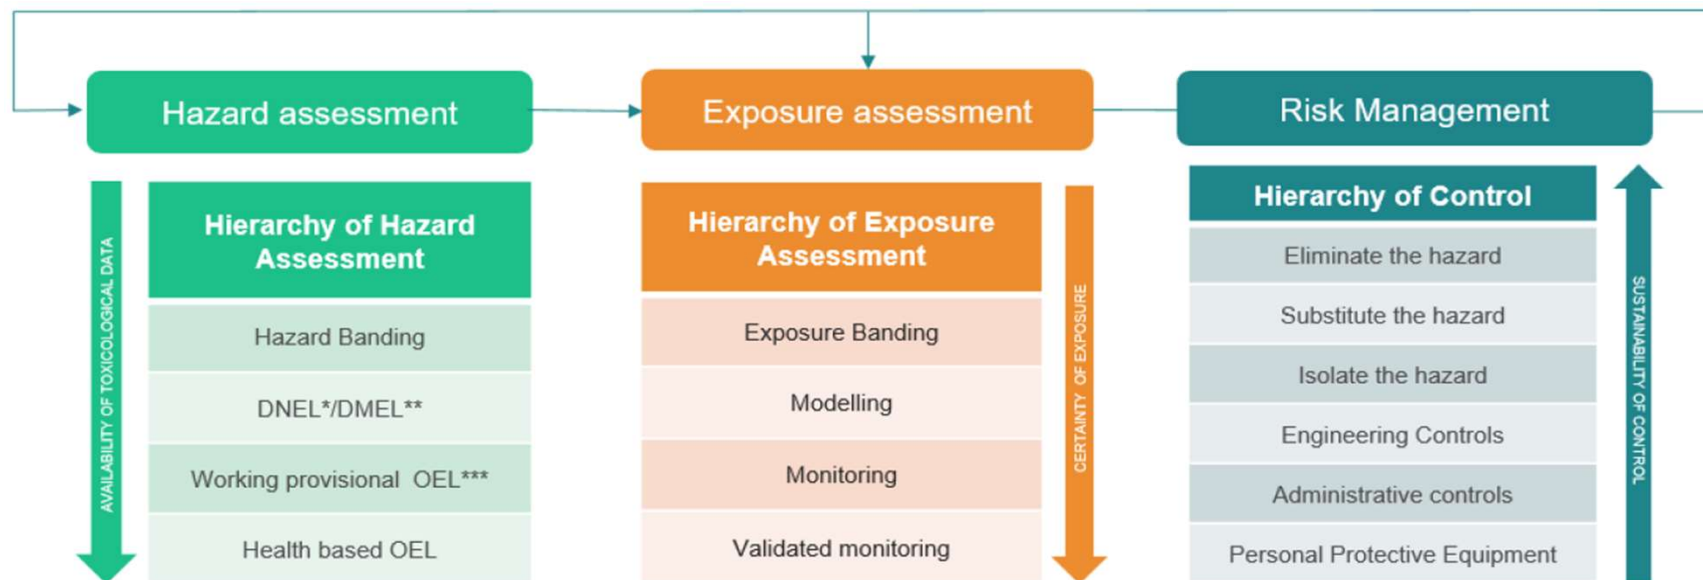 Hazard assessment
Exposure assessment
Risk Management
AVAILABILITY OF TOXICOLOGICAL DATA
Hierarchy of Hazard
Assessment
Hazard Banding
DNEL*/DMEL**
Working provisional OEL***
Health based OEL
Hierarchy of Exposure
Assessment
Exposure Banding
Modelling
Monitoring
Validated monitoring
CERTAINTY OF EXPOSURE
Hierarchy of Control
Eliminate the hazard
Substitute the hazard
Isolate the hazard
Engineering Controls
Administrative controls
Personal Protective Equipment
SUSTAINABILITY OF CONTROL